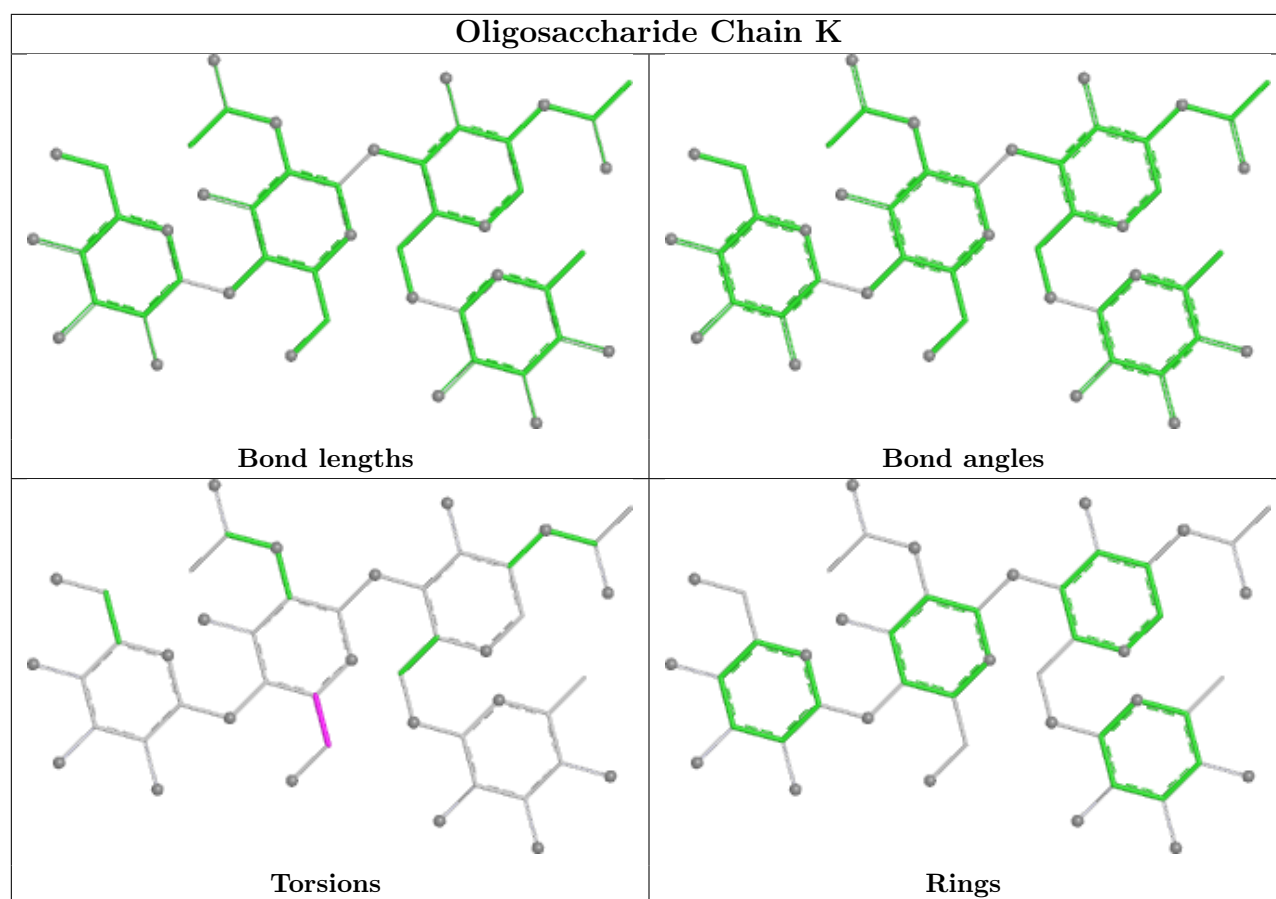 Oligosaccharide Chain K
Bond lengths
Bond angles
Torsions
Rings